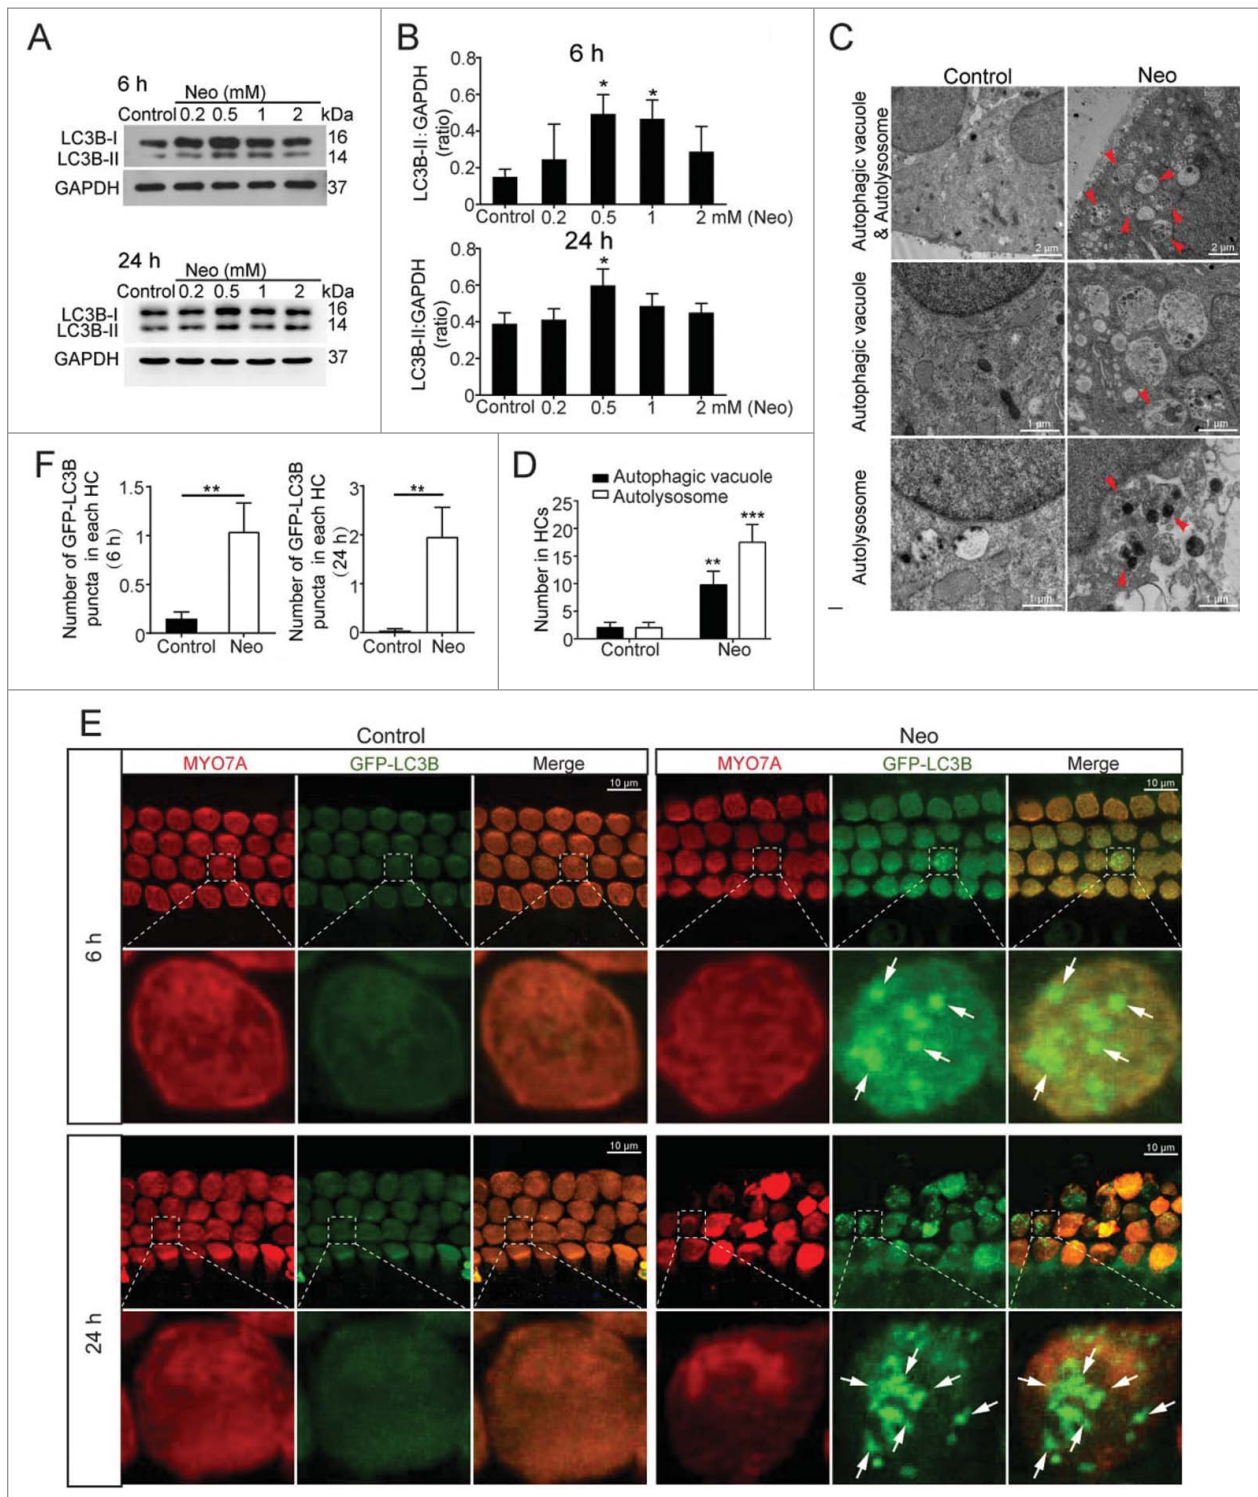 A
6 h
Neo (mM)
Control 0.2 0.5 1 2 kDa
LC3B-I 16
LC3B-II 14
GAPDH 37
24 h
Neo (mM)
Control 0.2 0.5 1 2 kDa
LC3B-I 16
LC3B-II 14
GAPDH 37
B
6 h
LC3B-II: GAPDH
(ratio)
0.8
0.6
0.4
0.2
0
* *
Control 0.2 0.5 1 2 mM (Neo)
24 h
LC3B-II:GAPDH
(ratio)
0.8
0.6
0.4
0.2
0
*
Control 0.2 0.5 1 2 mM (Neo)
C
Control Neo
Autophagic vacuole
& Autolysosome
2 µm 2 µm
Autophagic vacuole
1 µm 1 µm
Autolysosome
1 µm 1 µm
F
Number of GFP-LC3B
puncta in each HC
(6 h)
1.5
1.0
0.5
0
**
Control Neo
Number of GFP-LC3B
puncta in each HC
(24 h)
3
2
1
0
**
Control Neo
D
Autophagic vacuole
Autolysosome
Number in HCs
25
20
15
10
5
0
** ***
Control Neo
E
Control Neo
MYO7A GFP-LC3B Merge MYO7A GFP-LC3B Merge
10 µm 10 µm
6 h
10 µm 10 µm
24 h